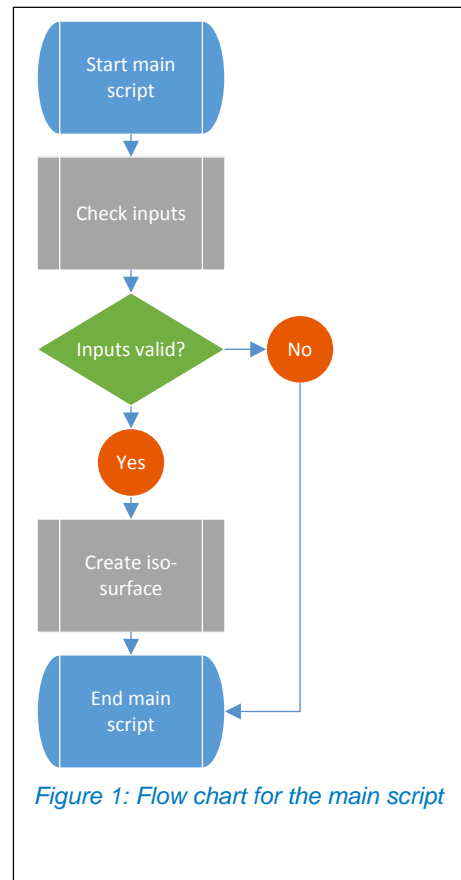 Start main
script
Check inputs
Inputs valid?
No
Yes
Create iso-
surface
End main
script
Figure 1: Flow chart for the main script